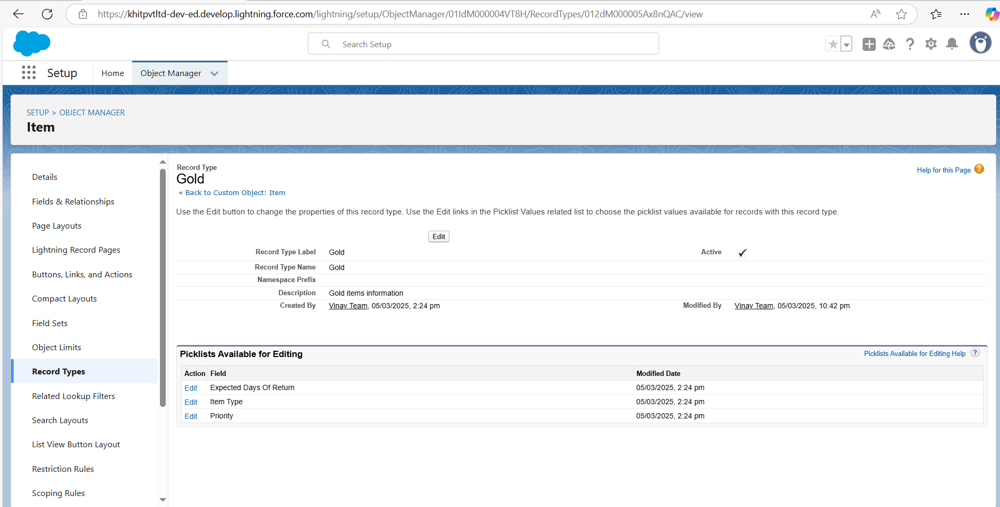 https://khitpvtltd-dev-ed.develop.lightning.force.com/lightning/setup/ObjectManager/01IdM000004VT8H/RecordTypes/012dM000005Ax8nQAC/view
Search Setup
Setup
Home
Object Manager
SETUP > OBJECT MANAGER
Item
Details
Fields & Relationships
Page Layouts
Lightning Record Pages
Buttons, Links, and Actions
Compact Layouts
Field Sets
Object Limits
Record Types
Related Lookup Filters
Search Layouts
List View Button Layout
Restriction Rules
Scoping Rules
Record Type
Gold
Help for this Page ?
« Back to Custom Object: Item
Use the Edit button to change the properties of this record type. Use the Edit links in the Picklist Values related list to choose the picklist values available for records with this record type.
Edit
Record Type Label Gold Active
Record Type Name Gold
Namespace Prefix
Description Gold items information
Created By Vinay Team, 05/03/2025, 2:24 pm Modified By Vinay Team, 05/03/2025, 10:42 pm
Picklists Available for Editing Picklists Available for Editing Help ?
Action Field Modified Date
Edit Expected Days Of Return 05/03/2025, 2:24 pm
Edit Item Type 05/03/2025, 2:24 pm
Edit Priority 05/03/2025, 2:24 pm